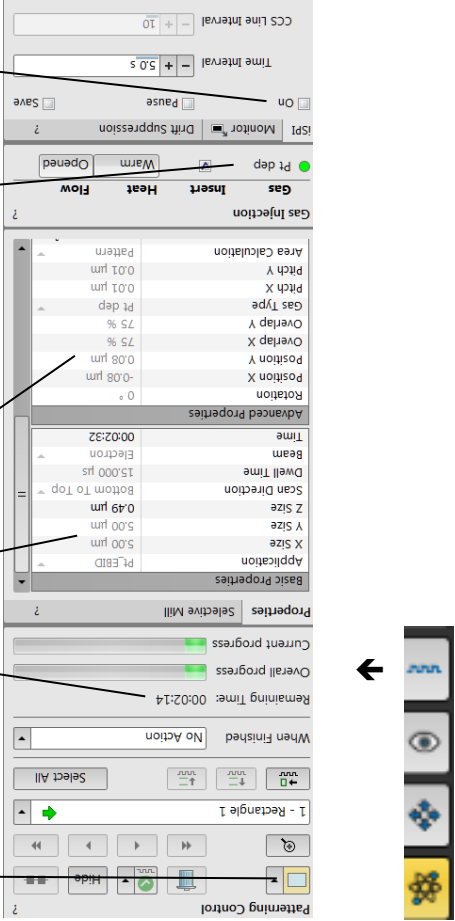 Patterning Control ?
Hide
1 - Rectangle 1
Select All
When Finished No Action
Remaining Time: 00:02:14
Overall progress
Current progress
Properties Selective Mill ?
Basic Properties
Application Pt_EBID
X Size 5.00 µm
Y Size 5.00 µm
Z Size 0.49 µm
Scan Direction Bottom To Top
Dwell Time 15.000 µs
Beam Electron
Time 00:02:32
Advanced Properties
Rotation 0 °
Position X -0.08 µm
Position Y 0.08 µm
Overlap X 75 %
Overlap Y 75 %
Gas Type Pt dep
Pitch X 0.01 µm
Pitch Y 0.01 µm
Area Calculation Pattern
Gas Injection ?
Gas Insert Heat Flow
Pt dep Warm Opened
iSPI Monitor Drift Suppression ?
On Pause Save
Time Interval 5.0 s
CCS Line Interval 10